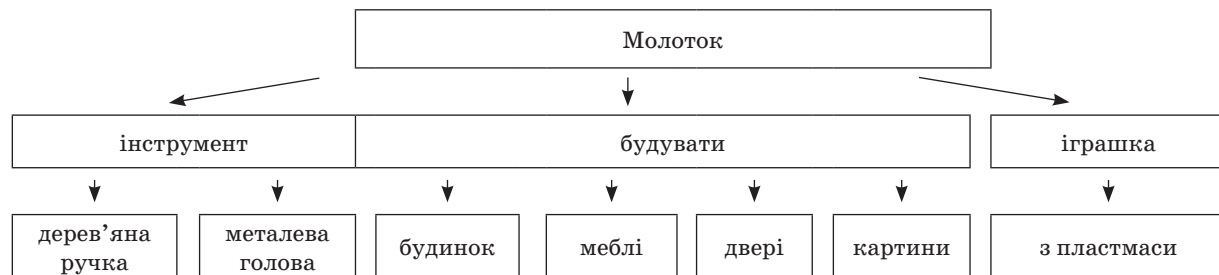 Молоток
інструмент
будувати
іграшка
дерев’яна
ручка
металева
голова
будинок
меблі
двері
картини
з пластмаси